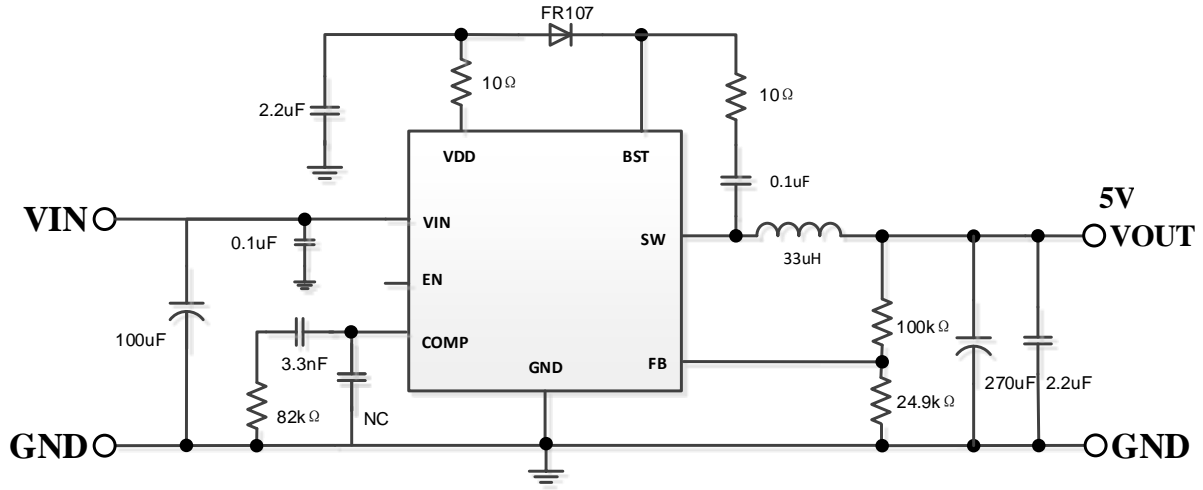 FR107
10Ω
10Ω
2.2uF
VDD
BST
0.1uF
5V
VIN
VIN
0.1uF
SW
VOUT
33uH
EN
100uF
3.3nF
COMP
100kΩ
GND
FB
270uF
2.2uF
82kΩ
NC
24.9kΩ
GND
GND